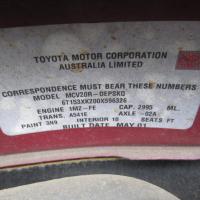 TOYOTA MOTOR CORPORATION
AUSTRALIA LIMITED
CORRESPONDENCE MUST BEAR THESE NUMBERS
MODEL MCV20R-DEPSKQ
6T153XK200X596326
ENGINE 1MZ-FE CAP. 2995 ML.
TRANS. A541E AXLE -02A
PAINT 3N9 INTERIOR 10 SEATS FT
BUILT DATE MAY 01